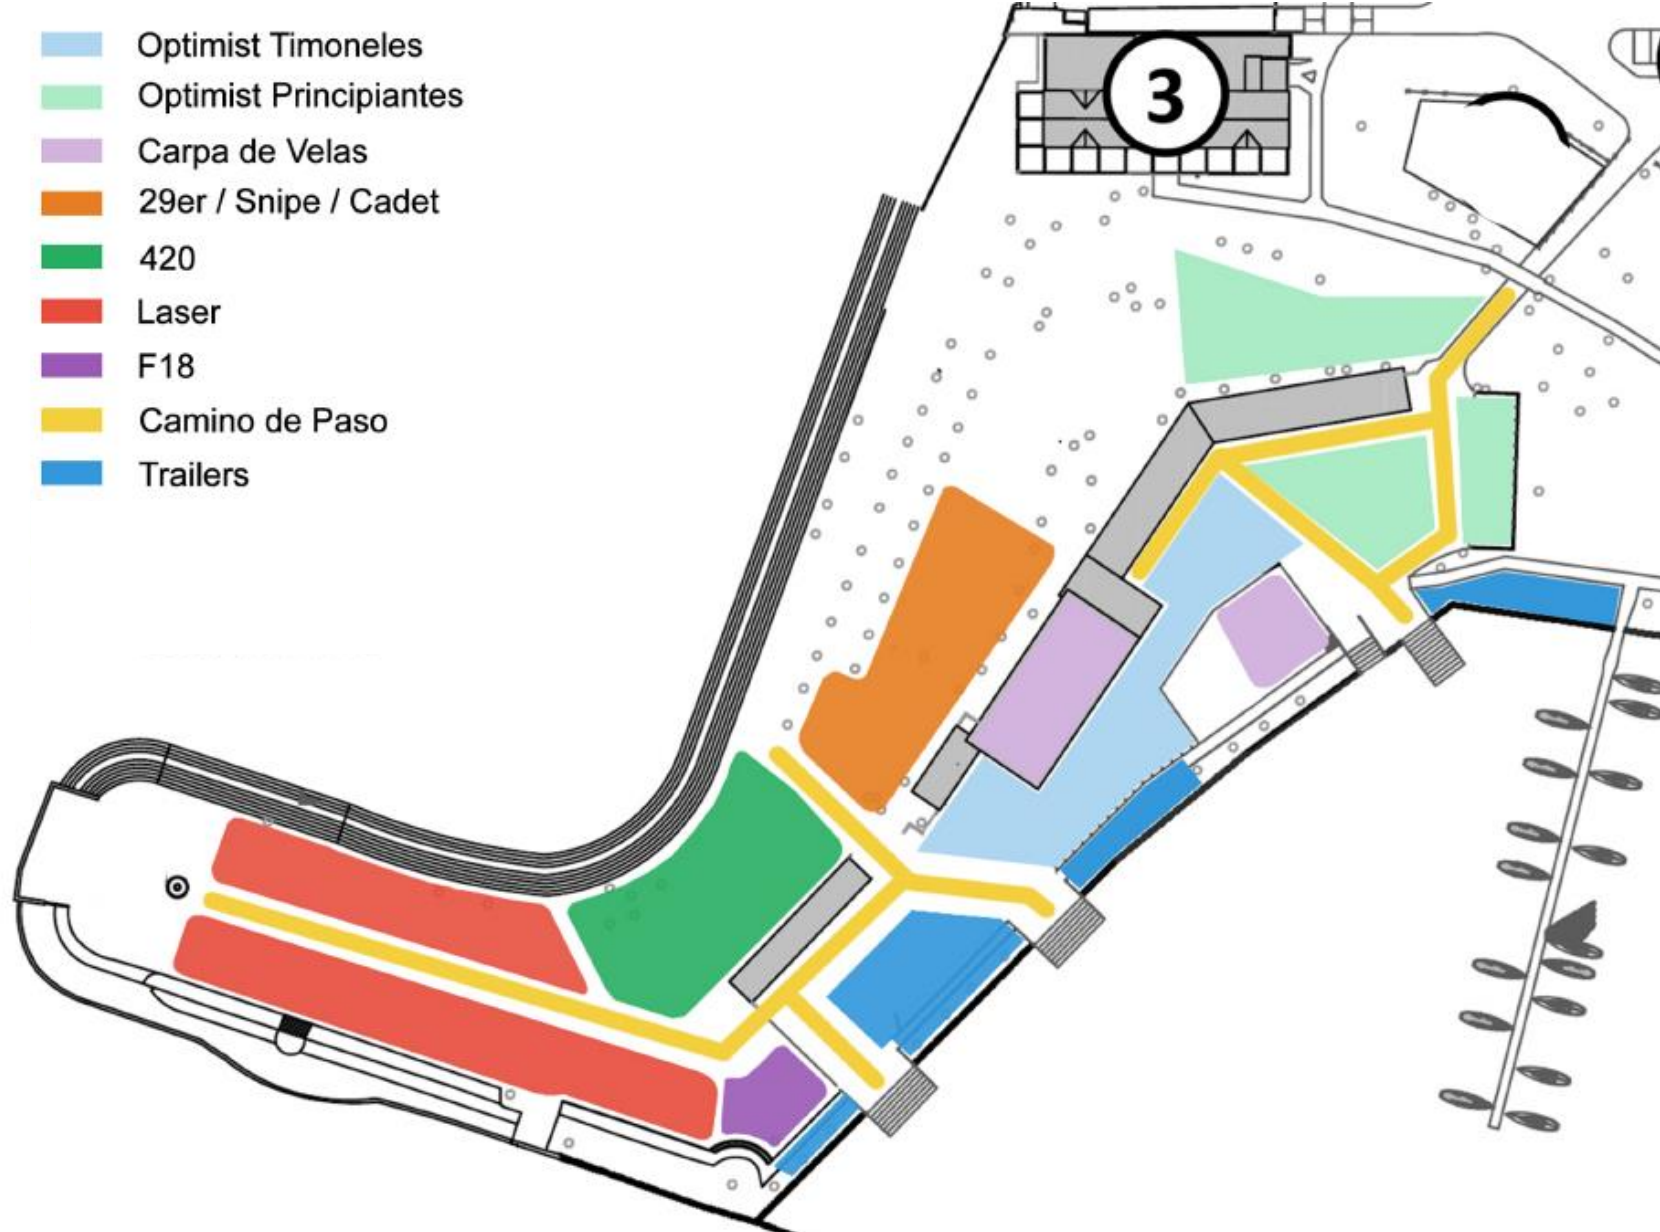 Optimist Timoneles
Optimist Principiantes
Carpa de Velas
29er / Snipe / Cadet
420
Laser
F18
Camino de Paso
Trailers
3